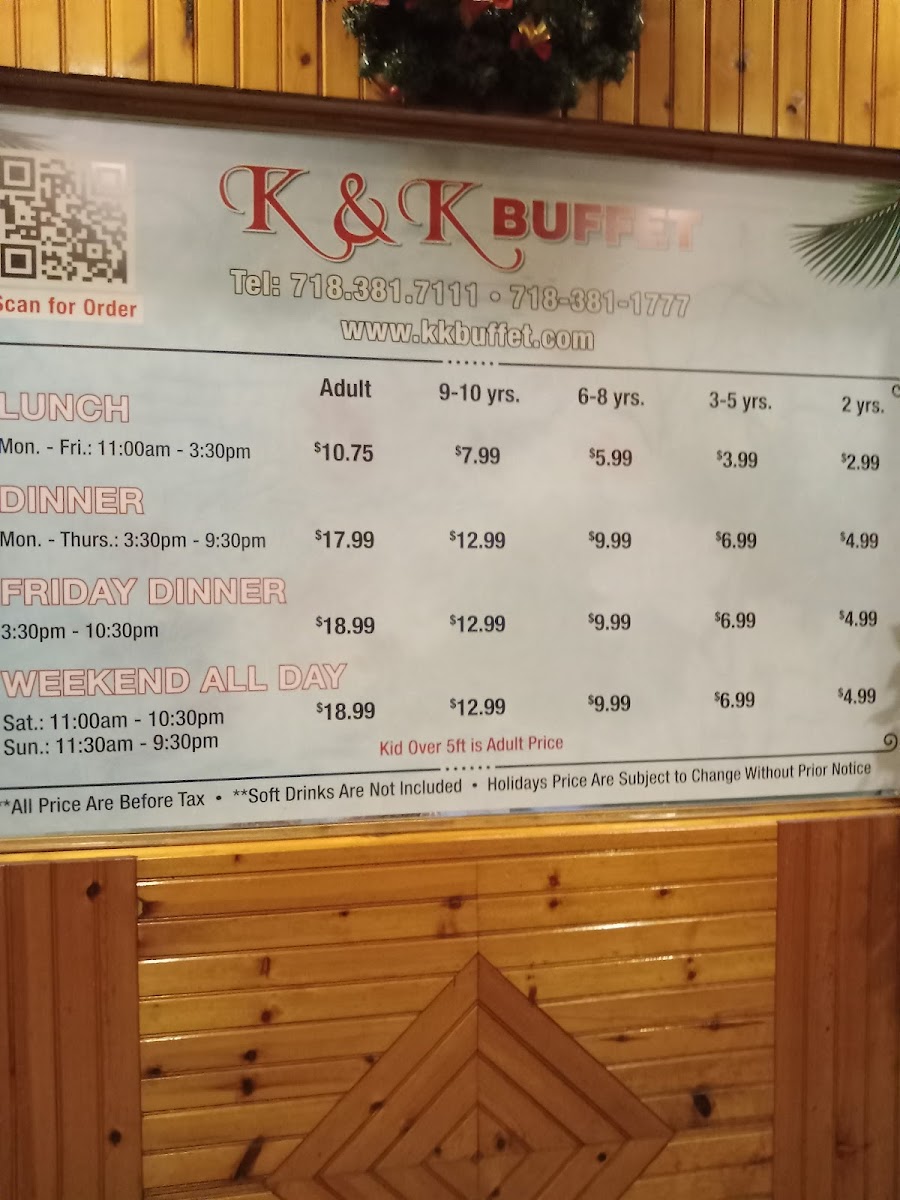 K & K BUFFET
Tel: 718.381.7111 • 718-381-1777
www.kkbuffet.com
Scan for Order
Adult 9-10 yrs. 6-8 yrs. 3-5 yrs. 2 yrs.
LUNCH
Mon. - Fri.: 11:00am - 3:30pm $10.75 $7.99 $5.99 $3.99 $2.99
DINNER
Mon. - Thurs.: 3:30pm - 9:30pm $17.99 $12.99 $9.99 $6.99 $4.99
FRIDAY DINNER
3:30pm - 10:30pm $18.99 $12.99 $9.99 $6.99 $4.99
WEEKEND ALL DAY
Sat.: 11:00am - 10:30pm $18.99 $12.99 $9.99 $6.99 $4.99
Sun.: 11:30am - 9:30pm
Kid Over 5ft is Adult Price
**All Price Are Before Tax • **Soft Drinks Are Not Included • Holidays Price Are Subject to Change Without Prior Notice